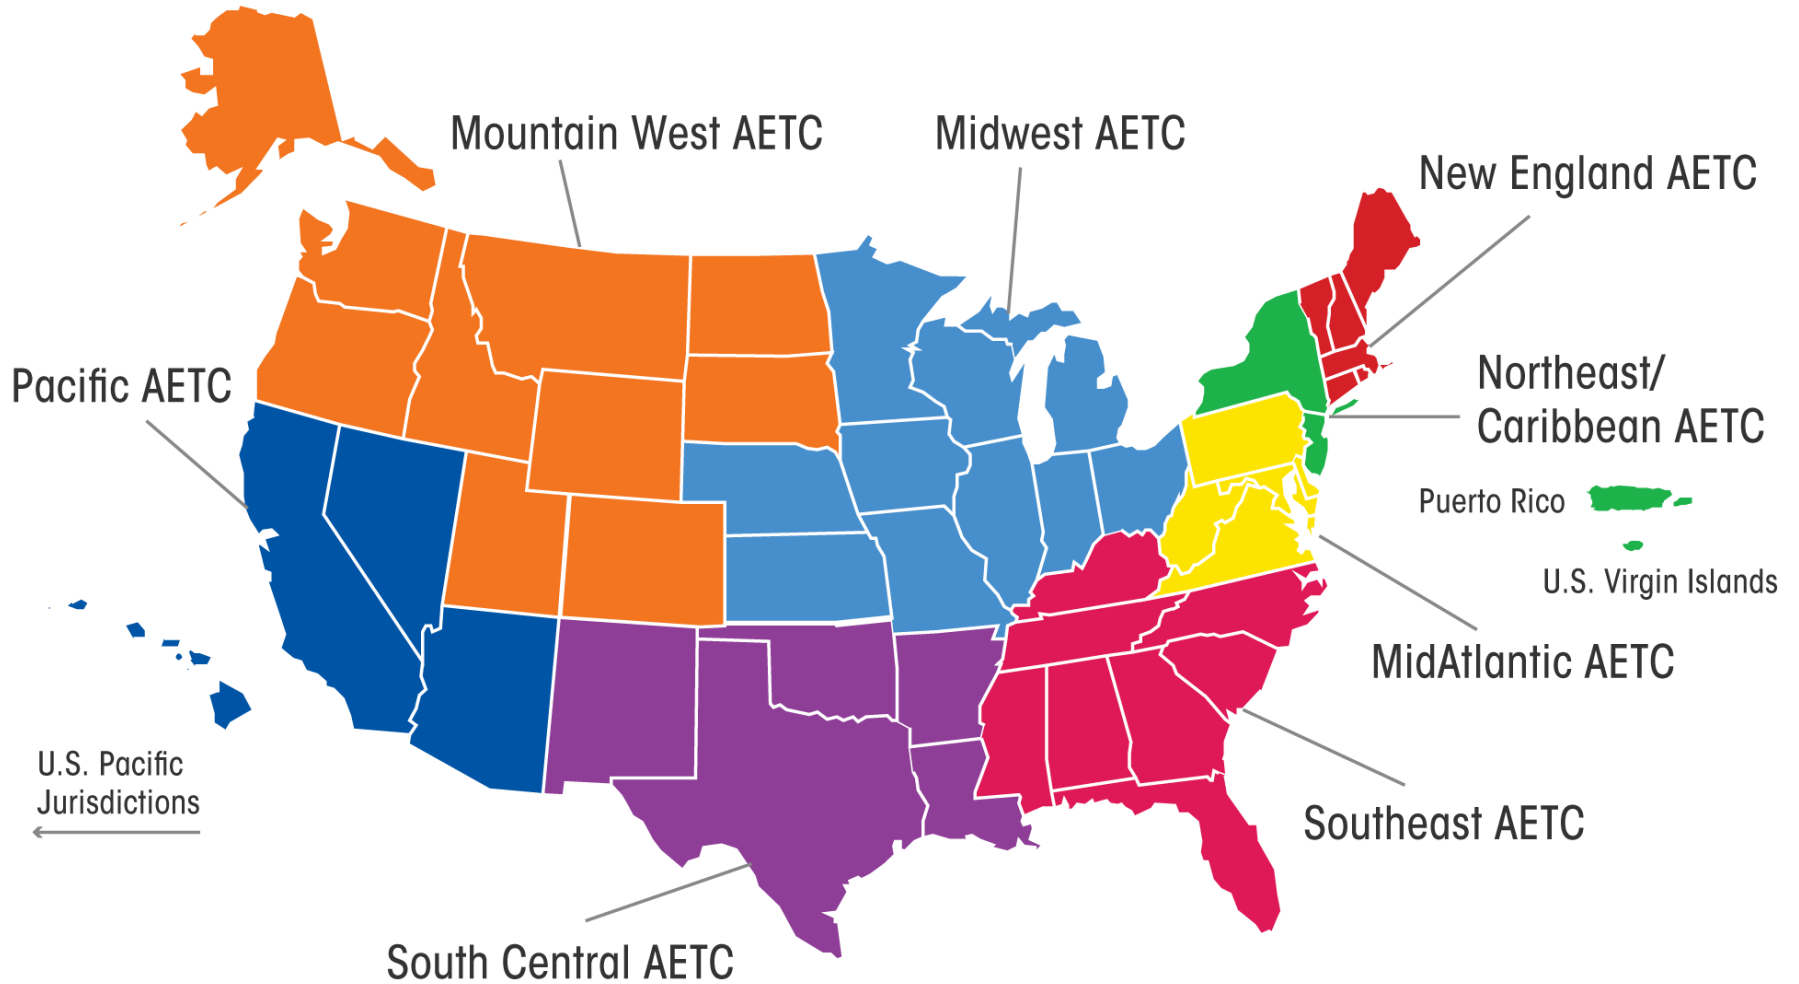 Mountain West AETC
Midwest AETC
New England AETC
Pacific AETC
Northeast/
Caribbean AETC
Puerto Rico
U.S. Virgin Islands
MidAtlantic AETC
U.S. Pacific
Jurisdictions
Southeast AETC
South Central AETC